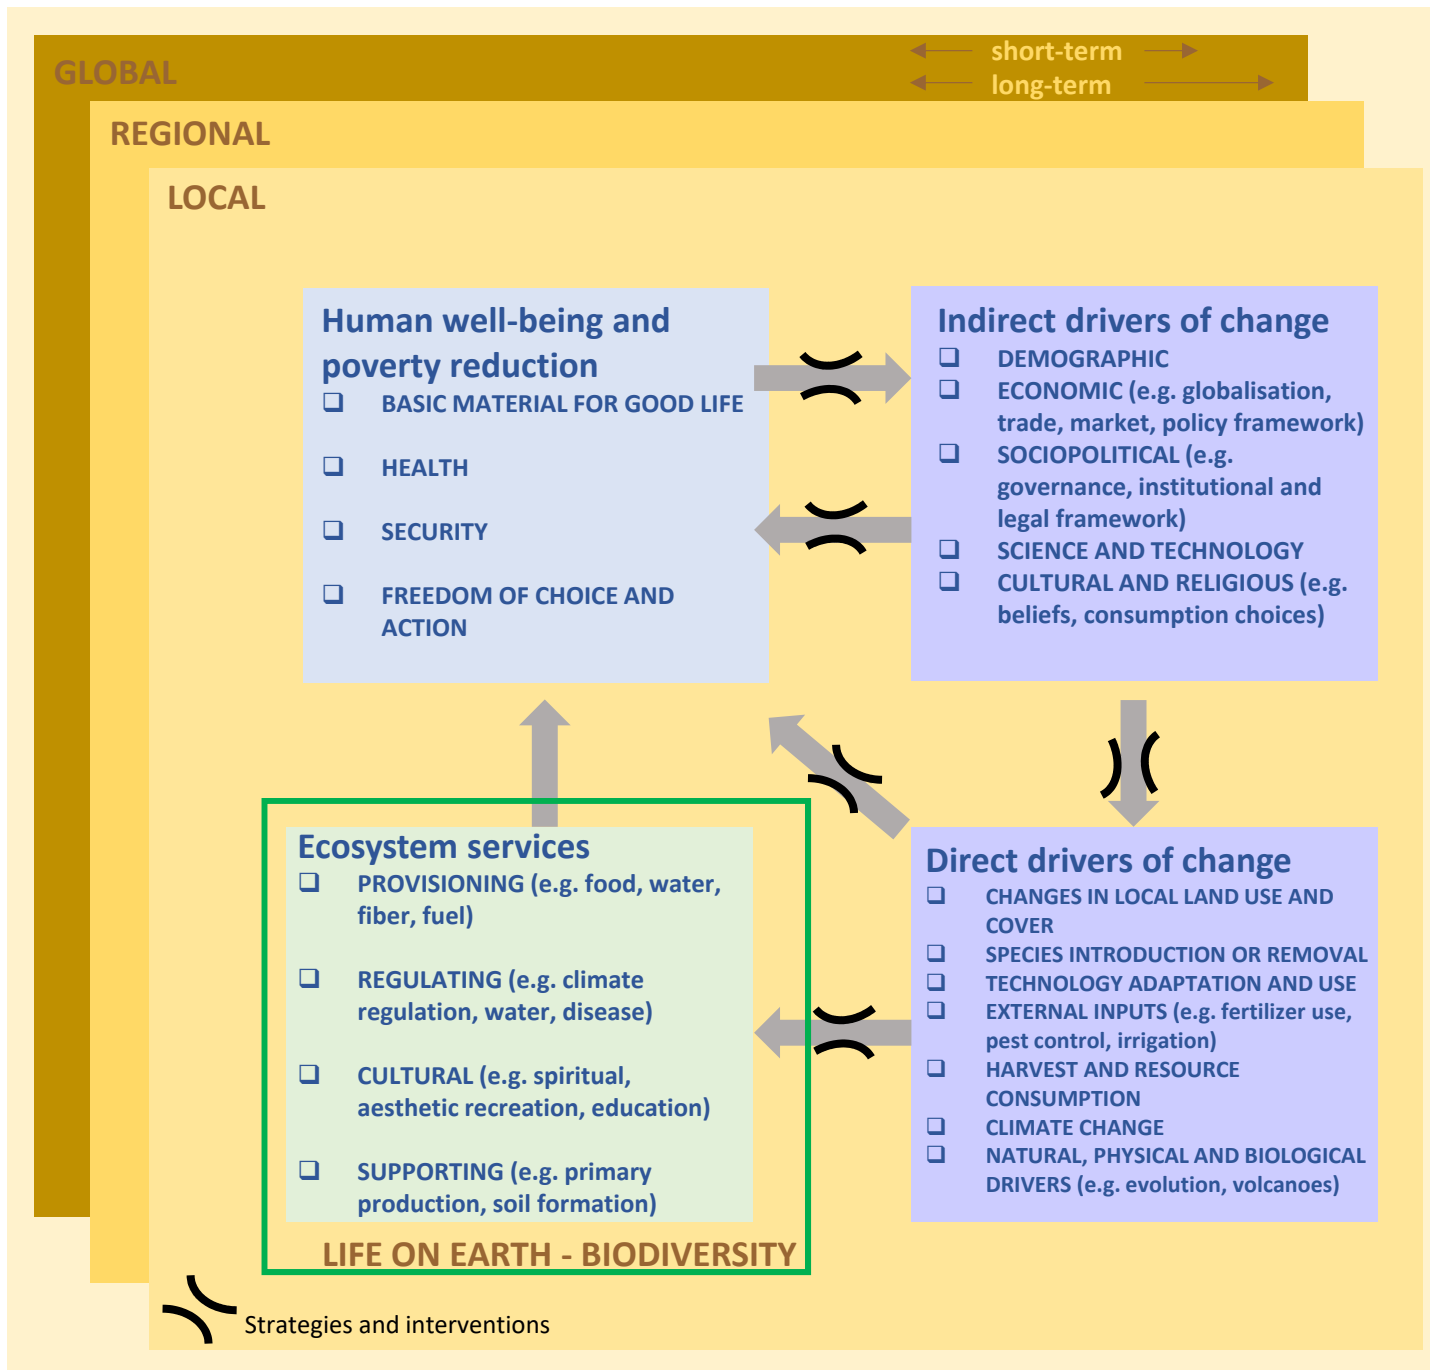 GLOBAL
short-term
long-term
REGIONAL
LOCAL
Human well-being and
poverty reduction
❑ BASIC MATERIAL FOR GOOD LIFE
❑ HEALTH
❑ SECURITY
❑ FREEDOM OF CHOICE AND
ACTION
Indirect drivers of change
❑ DEMOGRAPHIC
❑ ECONOMIC (e.g. globalisation,
trade, market, policy framework)
❑ SOCIOPOLITICAL (e.g.
governance, institutional and
legal framework)
❑ SCIENCE AND TECHNOLOGY
❑ CULTURAL AND RELIGIOUS (e.g.
beliefs, consumption choices)
Ecosystem services
❑ PROVISIONING (e.g. food, water,
fiber, fuel)
❑ REGULATING (e.g. climate
regulation, water, disease)
❑ CULTURAL (e.g. spiritual,
aesthetic recreation, education)
❑ SUPPORTING (e.g. primary
production, soil formation)
LIFE ON EARTH - BIODIVERSITY
Direct drivers of change
❑ CHANGES IN LOCAL LAND USE AND
COVER
❑ SPECIES INTRODUCTION OR REMOVAL
❑ TECHNOLOGY ADAPTATION AND USE
❑ EXTERNAL INPUTS (e.g. fertilizer use,
pest control, irrigation)
❑ HARVEST AND RESOURCE
CONSUMPTION
❑ CLIMATE CHANGE
❑ NATURAL, PHYSICAL AND BIOLOGICAL
DRIVERS (e.g. evolution, volcanoes)
Strategies and interventions